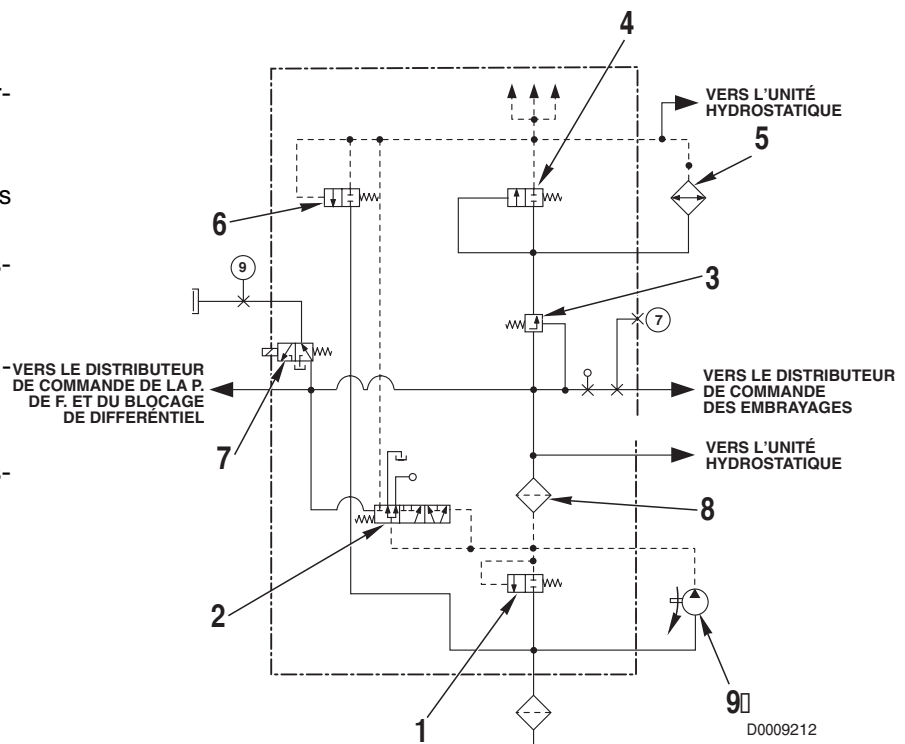 4
VERS L'UNITÉ
HYDROSTATIQUE
5
r-
s
6
,-
9
3
7
-
VERS LE DISTRIBUTEUR
DE COMMANDE DE LA P.
DE F. ET DU BLOCAGE
DE DIFFÉRENTIEL
VERS LE DISTRIBUTEUR
DE COMMANDE
DES EMBRAYAGES
7
VERS L'UNITÉ
HYDROSTATIQUE
,-
8
2
1
9
D0009212